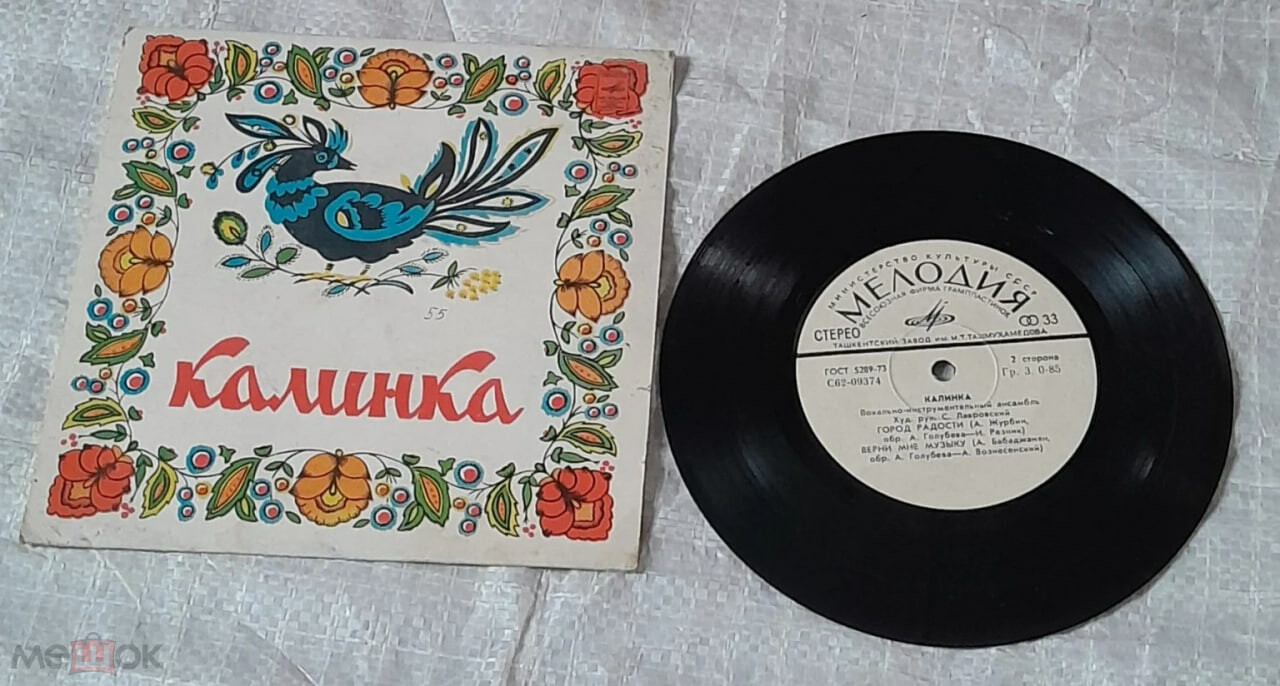 55
калинка
МИНИСТЕРСТВО КУЛЬТУРЫ СССР
МЕЛОДИЯ
ВСЕСОЮЗНАЯ ФИРМА ГРАМПЛАСТИНОК
СТЕРЕО
33
ТАШКЕНТСКИЙ ЗАВОД ИМ. М.Т. ТАШМУХАМЕДОВА
ГОСТ 5289-73
2 сторона
С62-09374
Гр. 3. 0-85
КАЛИНКА
Вокально-инструментальный ансамбль
Худ. рук. С. Лавровский
ГОРОД РАДОСТИ (А. Журбин,
обр. А. Голубева—И. Резник)
ВЕРНИ МНЕ МУЗЫКУ (А. Бабаджанян,
обр. А. Голубева—А. Вознесенский)
мешок